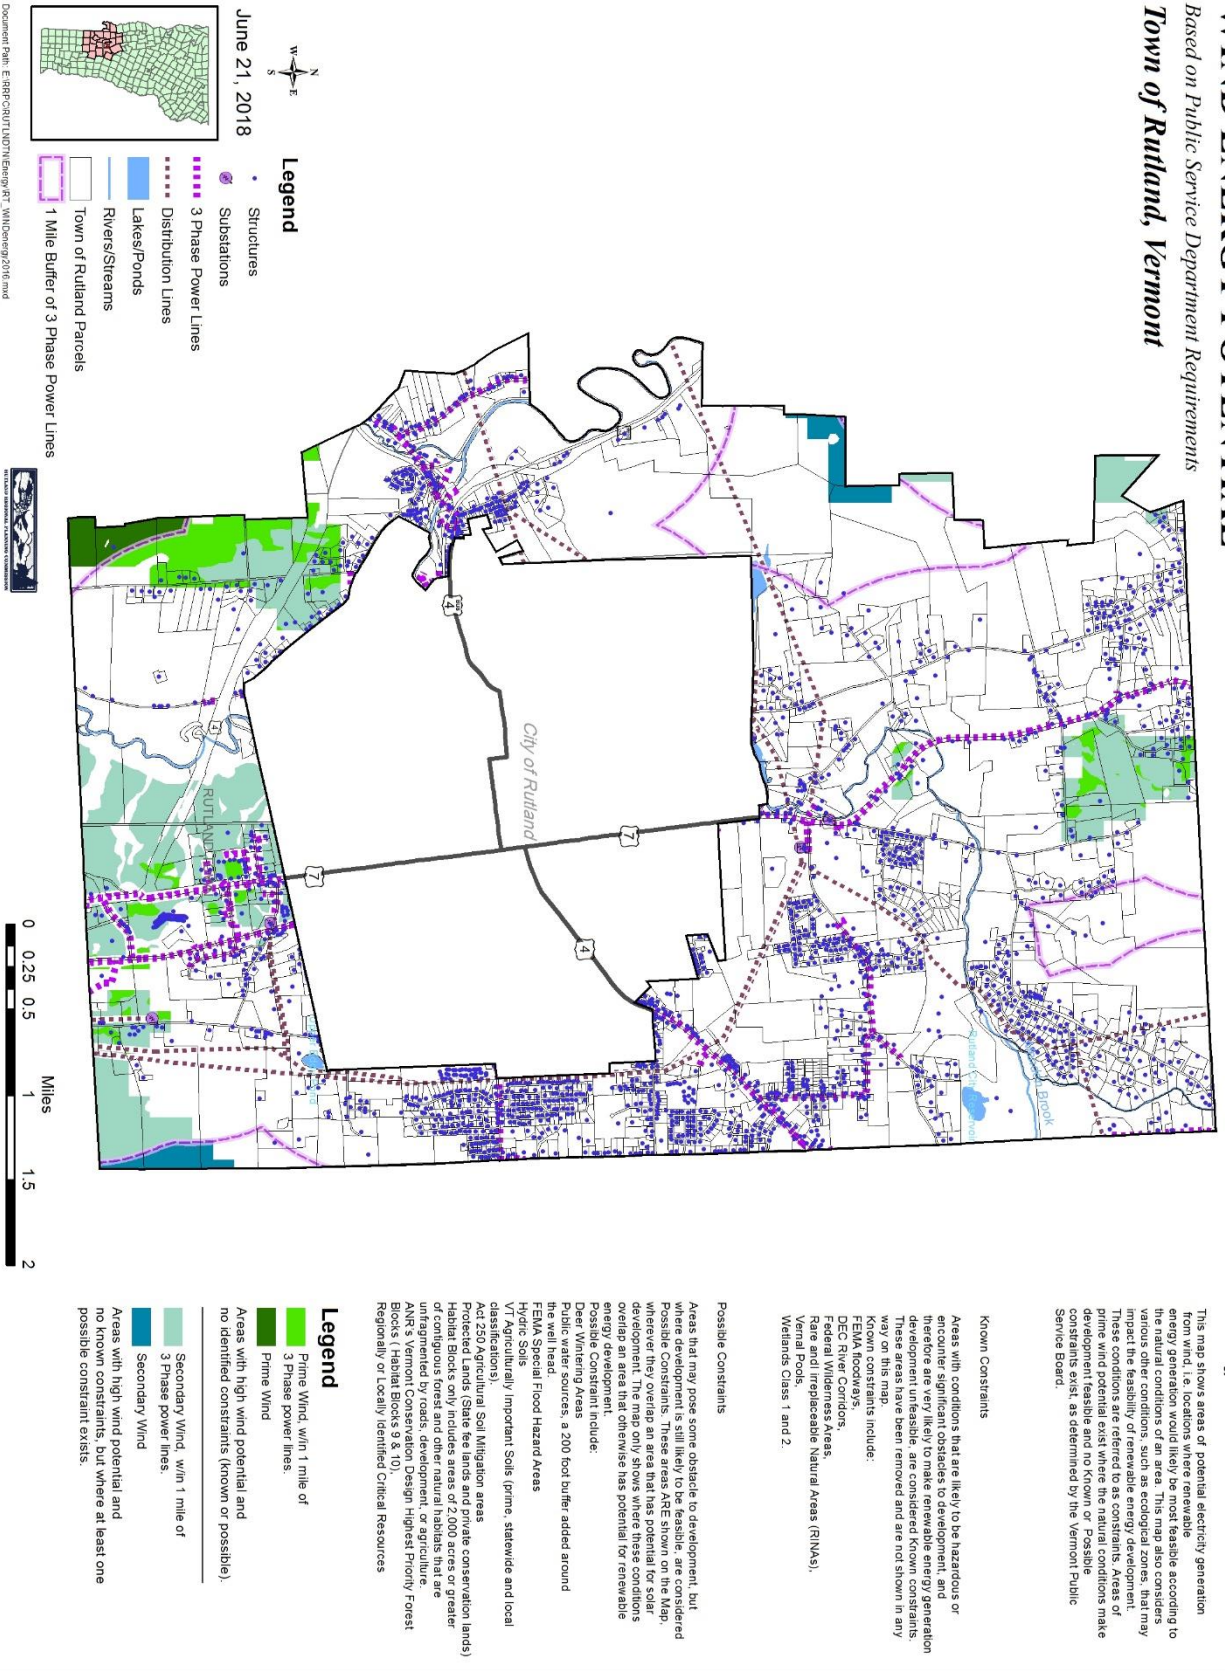 Based on Public Service Department Requirements
Town of Rutland, Vermont
This map shows areas of potential electricity generation
from wind, i.e. locations where renewable
energy generation would likely be most feasible according to
the natural conditions of an area. This map also considers
various other conditions, such as ecological zones, that may
impact the feasibility of renewable energy development.
These conditions are referred to as constraints. Areas of
prime wind potential exist where the natural conditions make
development feasible and no Known or Possible
constraints exist, as determined by the Vermont Public
Service Board.
Known Constraints
Areas with conditions that are likely to be hazardous or
encounter significant obstacles to development, and
therefore are very likely to make renewable energy generation
development unfeasible, are considered Known constraints.
These areas have been removed and are not shown in any
way on this map.
Known constraints include:
FEMA floodways,
DEC River Corridors,
Federal Wilderness Areas,
Rare and irreplaceable Natural Areas (RINAs),
Vernal Pools,
Wetlands Class 1 and 2.
Possible Constraints
Areas that may pose some obstacle to development, but
where development is still likely to be feasible, are considered
Possible Constraints. These areas ARE shown on the Map,
wherever they overlap an area that has potential for solar
development. The map only shows where these conditions
overlap an area that otherwise has potential for renewable
energy development.
Possible Constraint include:
Deer Wintering Areas
Public water sources, a 200 foot buffer added around
the well head.
FEMA Special Flood Hazard Areas
Hydric Soils
VT Agriculturally Important Soils (prime, statewide and local
classifications).
Act 250 Agricultural Soil Mitigation areas
Protected Lands (State fee lands and private conservation lands)
Habitat Blocks only includes areas of 2,000 acres or greater
of contiguous forest and other natural habitats that are
unfragmented by roads, development, or agriculture.
ANR's Vermont Conservation Design Highest Priority Forest
Blocks ( Habitat Blocks 9 & 10).
Regionally or Locally Identified Critical Resources
City of Rutland
7
4
4
7
4
RUTLAND
Brook
N
W
E
S
June 21, 2018
Legend
Structures
Substations
3 Phase Power Lines
Distribution Lines
Lakes/Ponds
Rivers/Streams
Town of Rutland Parcels
1 Mile Buffer of 3 Phase Power Lines
RUTLAND REGIONAL PLANNING COMMISSION
0 0.25 0.5 1 1.5 2
Miles
Legend
Prime Wind, w/in 1 mile of
3 Phase power lines.
Prime Wind
Areas with high wind potential and
no identified constraints (known or possible).
Secondary Wind, w/in 1 mile of
3 Phase power lines.
Secondary Wind
Areas with high wind potential and
no known constraints, but where at least one
possible constraint exists.